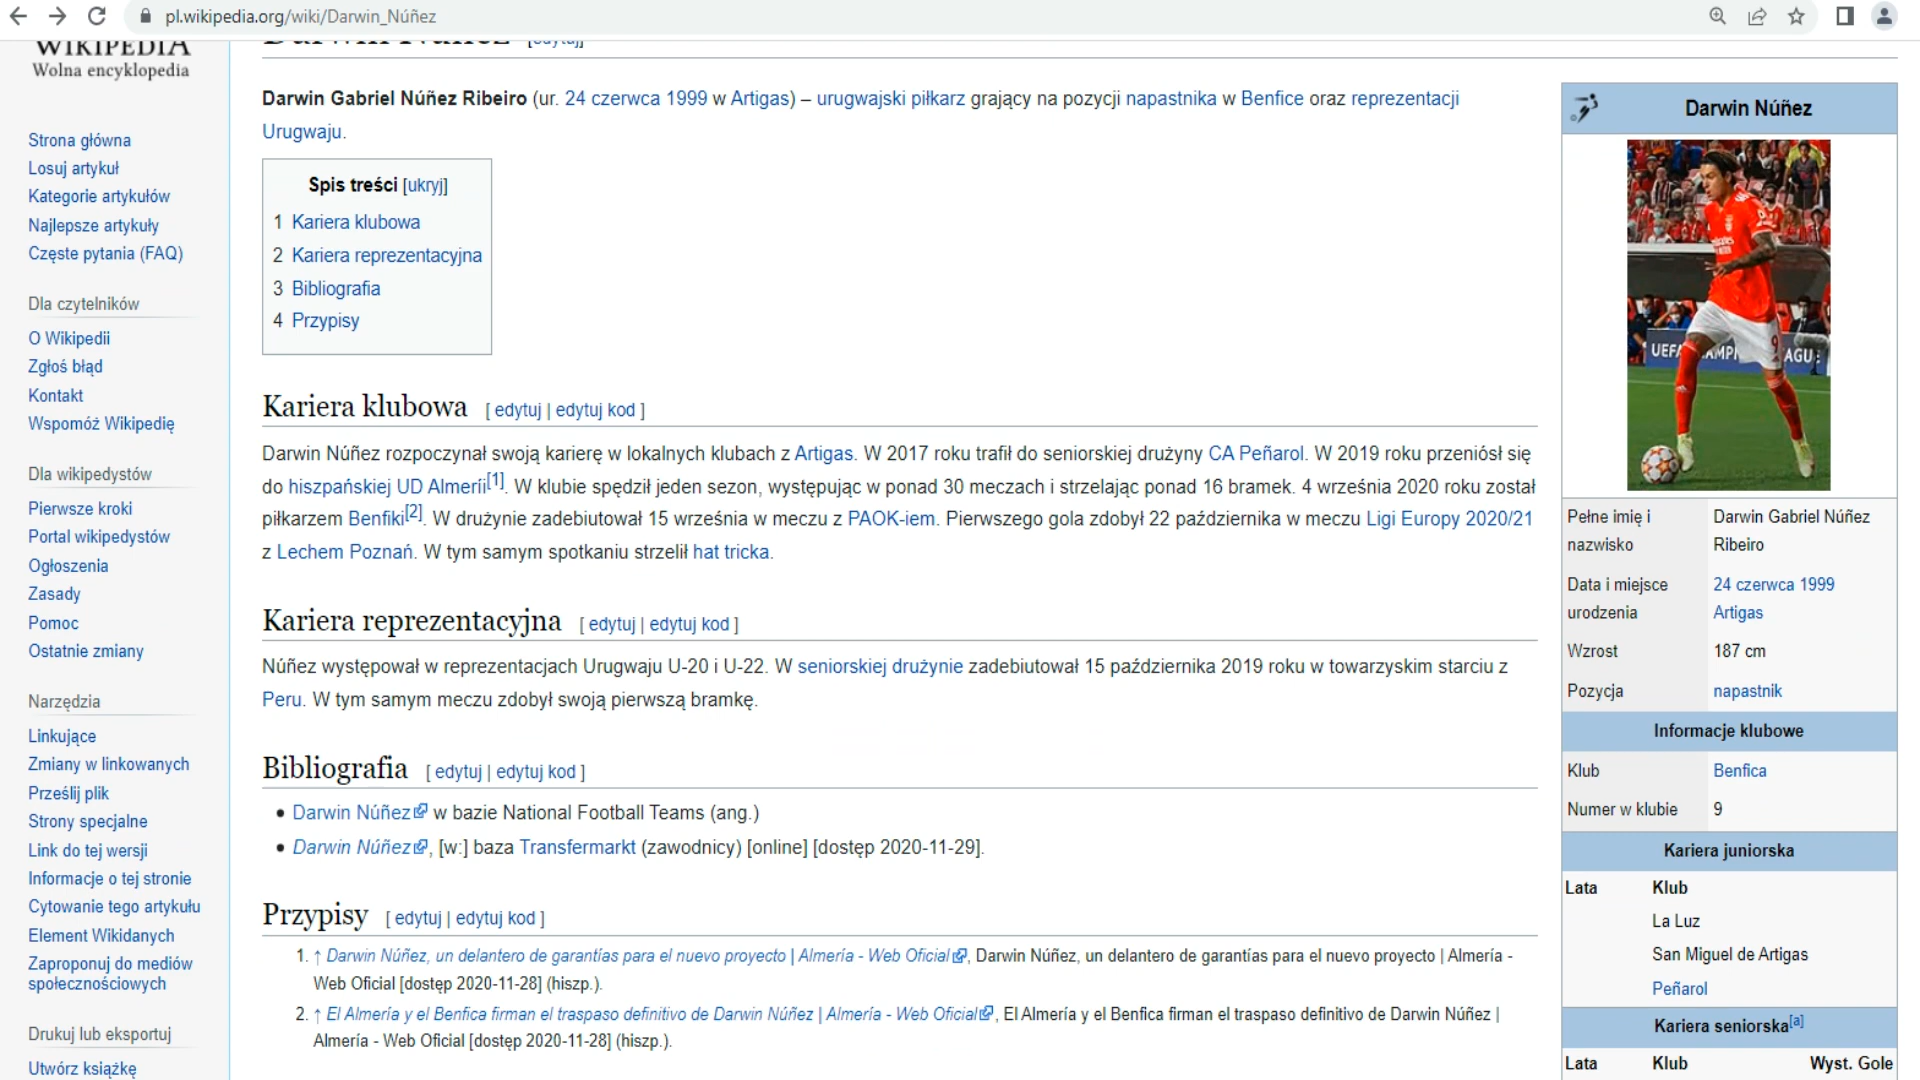 pl.wikipedia.org/wiki/Darwin_Núñez
WIKIPEDIA
Wolna encyklopedia
Strona główna
Losuj artykuł
Kategorie artykułów
Najlepsze artykuły
Częste pytania (FAQ)
Dla czytelników
O Wikipedii
Zgłoś błąd
Kontakt
Wspomóż Wikipedię
Dla wikipedystów
Pierwsze kroki
Portal wikipedystów
Ogłoszenia
Zasady
Pomoc
Ostatnie zmiany
Narzędzia
Linkujące
Zmiany w linkowanych
Prześlij plik
Strony specjalne
Link do tej wersji
Informacje o tej stronie
Cytowanie tego artykułu
Element Wikidanych
Zaproponuj do mediów
społecznościowych
Drukuj lub eksportuj
Utwórz książkę
Darwin Núñez [edytuj]
Darwin Gabriel Núñez Ribeiro (ur. 24 czerwca 1999 w Artigas) – urugwajski piłkarz grający na pozycji napastnika w Benfice oraz reprezentacji
Urugwaju.
Spis treści [ukryj]
1 Kariera klubowa
2 Kariera reprezentacyjna
3 Bibliografia
4 Przypisy
Kariera klubowa [ edytuj | edytuj kod ]
Darwin Núñez rozpoczynał swoją karierę w lokalnych klubach z Artigas. W 2017 roku trafił do seniorskiej drużyny CA Peñarol. W 2019 roku przeniósł się
do hiszpańskiej UD Almeríi[1]. W klubie spędził jeden sezon, występując w ponad 30 meczach i strzelając ponad 16 bramek. 4 września 2020 roku został
piłkarzem Benfiki[2]. W drużynie zadebiutował 15 września w meczu z PAOK-iem. Pierwszego gola zdobył 22 października w meczu Ligi Europy 2020/21
z Lechem Poznań. W tym samym spotkaniu strzelił hat tricka.
Kariera reprezentacyjna [ edytuj | edytuj kod ]
Núñez występował w reprezentacjach Urugwaju U-20 i U-22. W seniorskiej drużynie zadebiutował 15 października 2019 roku w towarzyskim starciu z
Peru. W tym samym meczu zdobył swoją pierwszą bramkę.
Bibliografia [ edytuj | edytuj kod ]
• Darwin Núñez w bazie National Football Teams (ang.)
• Darwin Núñez, [w:] baza Transfermarkt (zawodnicy) [online] [dostęp 2020-11-29].
Przypisy [ edytuj | edytuj kod ]
1. ↑ Darwin Núñez, un delantero de garantías para el nuevo proyecto | Almería - Web Oficial, Darwin Núñez, un delantero de garantías para el nuevo proyecto | Almería -
Web Oficial [dostęp 2020-11-28] (hiszp.).
2. ↑ El Almería y el Benfica firman el traspaso definitivo de Darwin Núñez | Almería - Web Oficial, El Almería y el Benfica firman el traspaso definitivo de Darwin Núñez |
Almería - Web Oficial [dostęp 2020-11-28] (hiszp.).
Darwin Núñez
9
Pełne imię i
nazwisko
Darwin Gabriel Núñez
Ribeiro
Data i miejsce
urodzenia
24 czerwca 1999
Artigas
Wzrost 187 cm
Pozycja napastnik
Informacje klubowe
Klub Benfica
Numer w klubie 9
Kariera juniorska
Lata Klub
La Luz
San Miguel de Artigas
Peñarol
Kariera seniorska[a]
Lata Klub Wyst. Gole